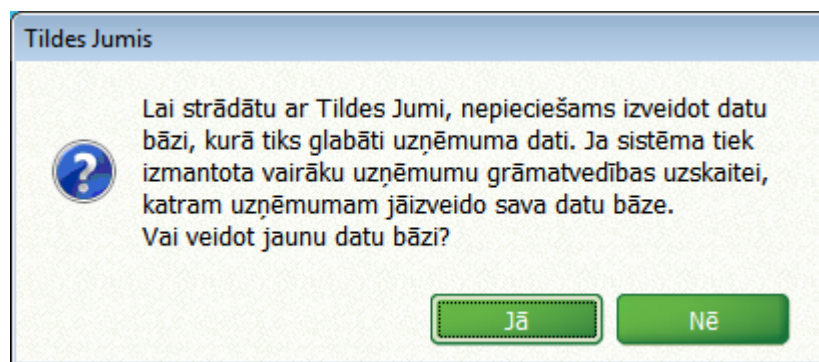 Tildes Jumis
Lai strādātu ar Tildes Jumi, nepieciešams izveidot datu
bāzi, kurā tiks glabāti uzņēmuma dati. Ja sistēma tiek
izmantota vairāku uzņēmumu grāmatvedības uzskaitei,
katram uzņēmumam jāizveido sava datu bāze.
Vai veidot jaunu datu bāzi?
Jā
Nē